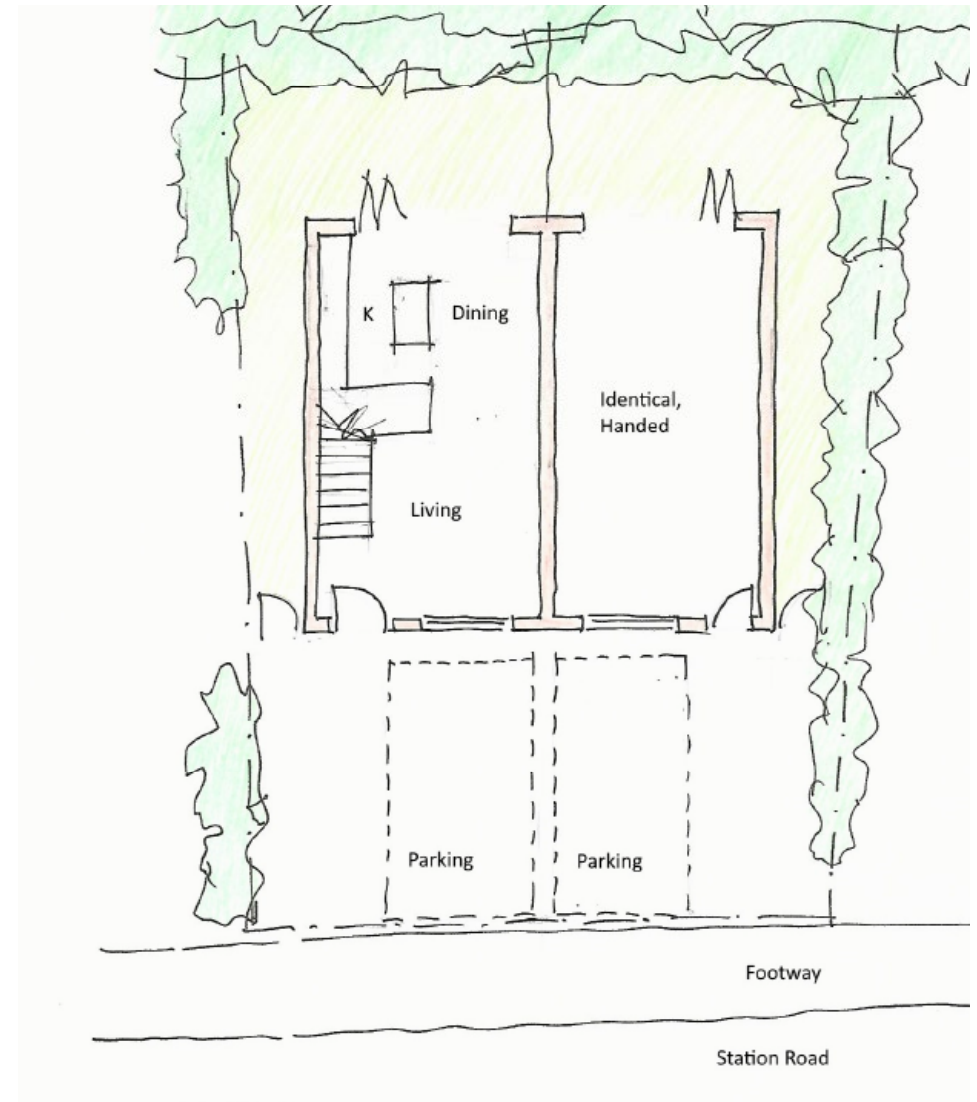 K
Dining
Identical,
Handed
Living
Parking
Parking
Footway
Station Road